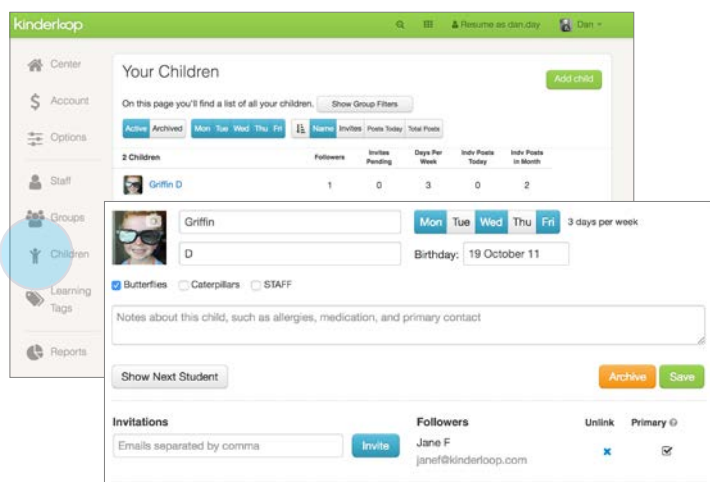 kinderloop
Resume as dan.day Dan
Center
Account
Options
Staff
Groups
Children
Learning
Tags
Reports
Your Children
Add child
On this page you'll find a list of all your children. Show Group Filters
Active Archived Mon Tue Wed Thu Fri Name Invites Posts Today Total Posts
2 Children Followers Invites Pending Days Per Week Indv Posts Today Indv Posts in Month
Griffin D 1 0 3 0 2
Griffin Mon Tue Wed Thu Fri 3 days per week
D Birthday: 19 October 11
Butterflies Caterpillars STAFF
Notes about this child, such as allergies, medication, and primary contact
Show Next Student Archive Save
Invitations Followers Unlink Primary
Emails separated by comma Invite Jane F
janef@kinderloop.com